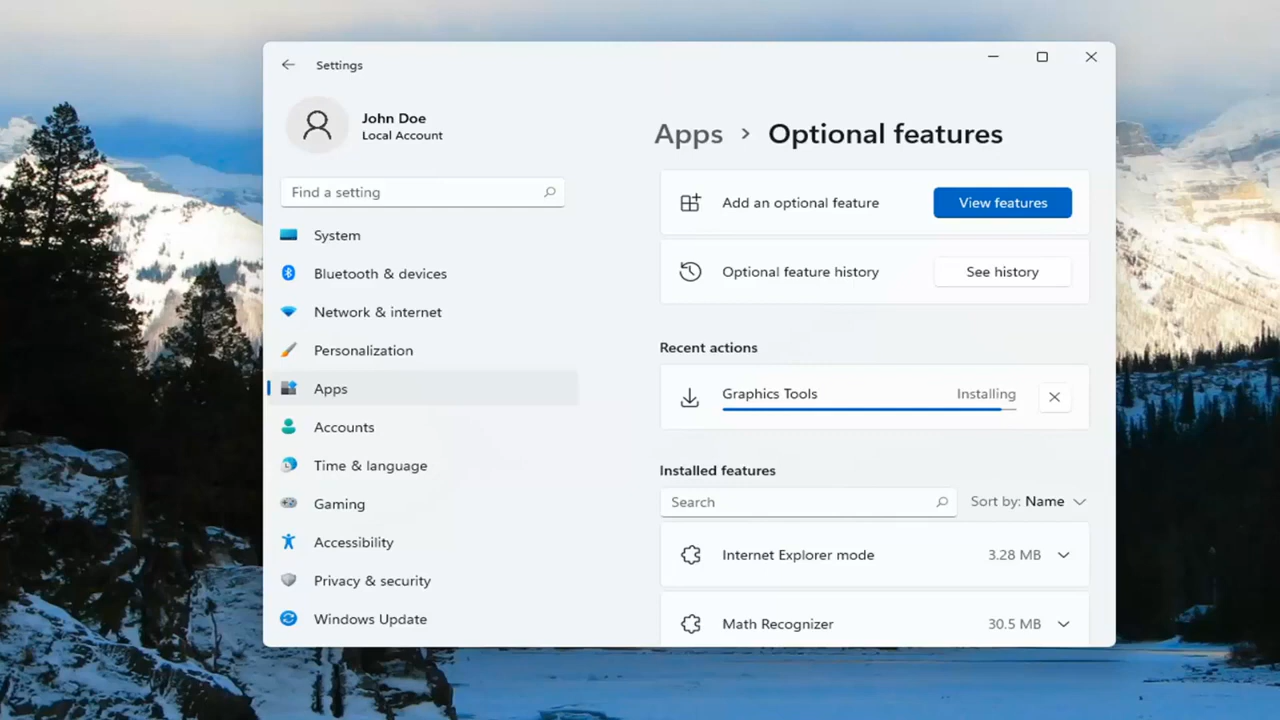 Settings
John Doe
Local Account
Find a setting
System
Bluetooth & devices
Network & internet
Personalization
Apps
Accounts
Time & language
Gaming
Accessibility
Privacy & security
Windows Update
Apps > Optional features
Add an optional feature View features
Optional feature history See history
Recent actions
Graphics Tools Installing
Installed features
Search Sort by: Name
Internet Explorer mode 3.28 MB
Math Recognizer 30.5 MB